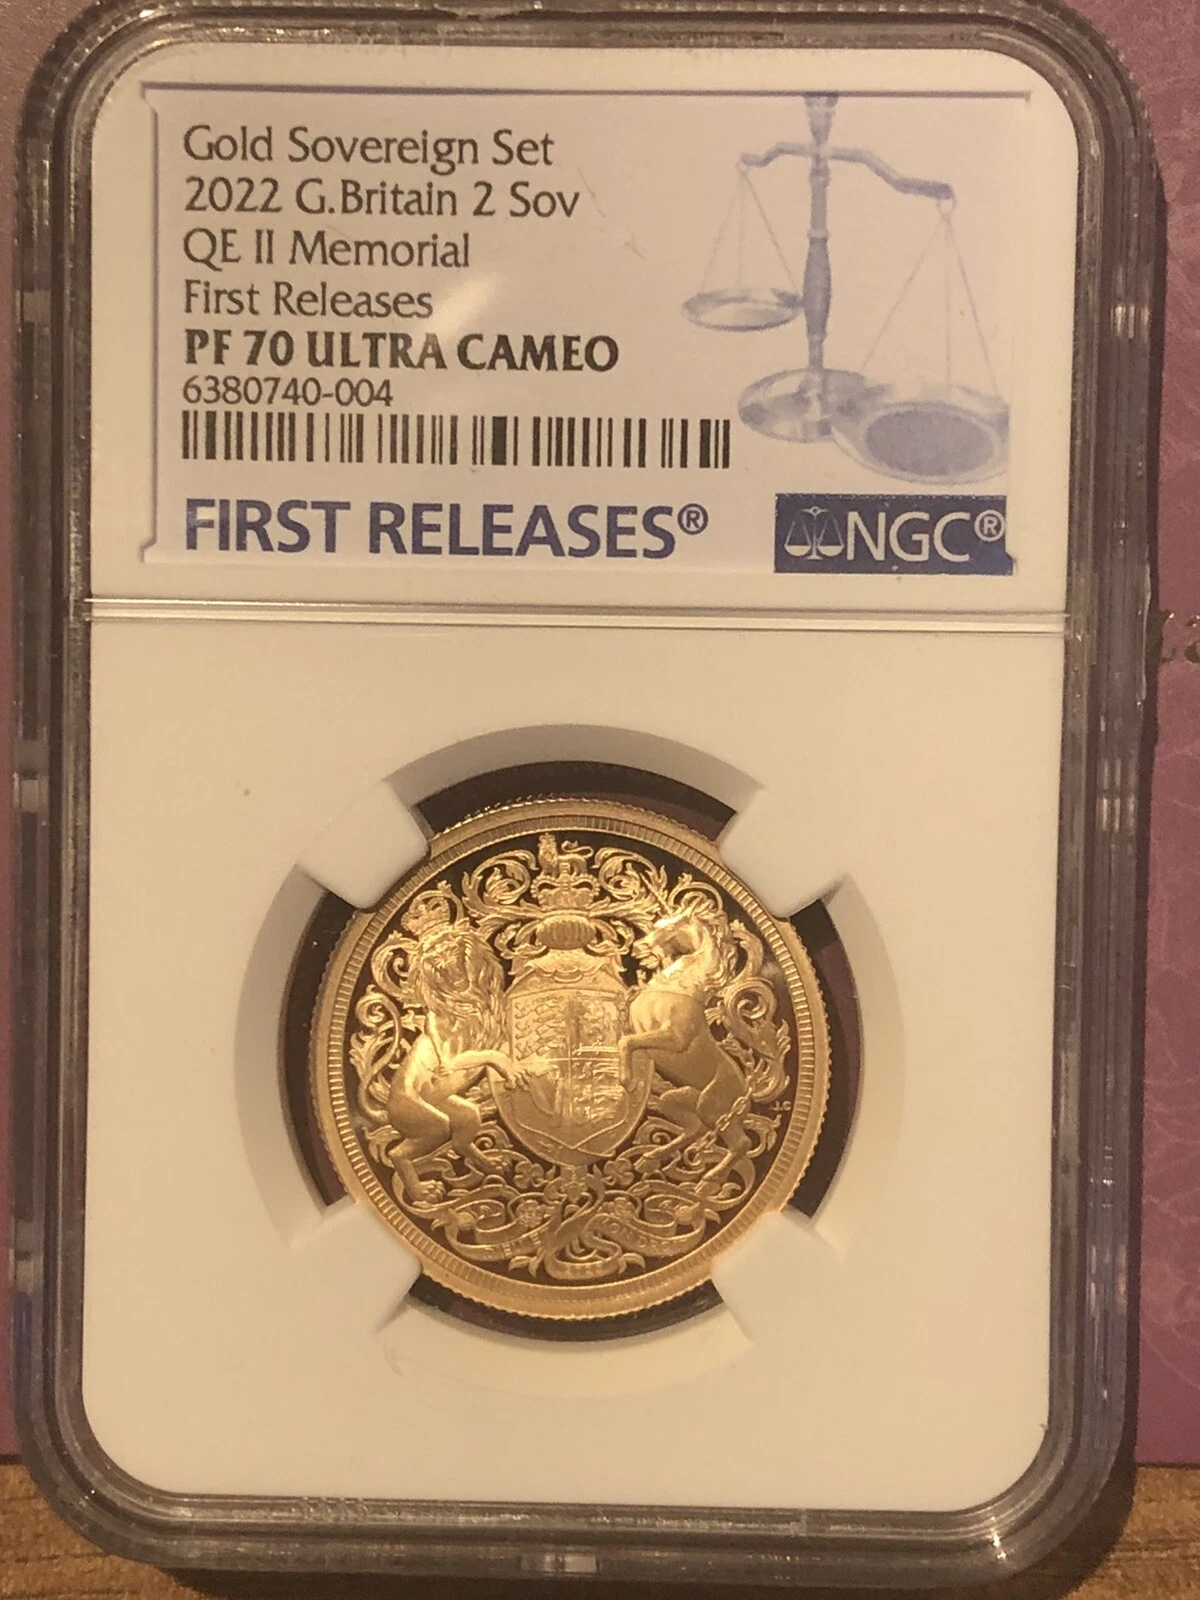 Gold Sovereign Set
2022 G.Britain 2 Sov
QE II Memorial
First Releases
PF 70 ULTRA CAMEO
6380740-004
FIRST RELEASES®
NGC®
J.C